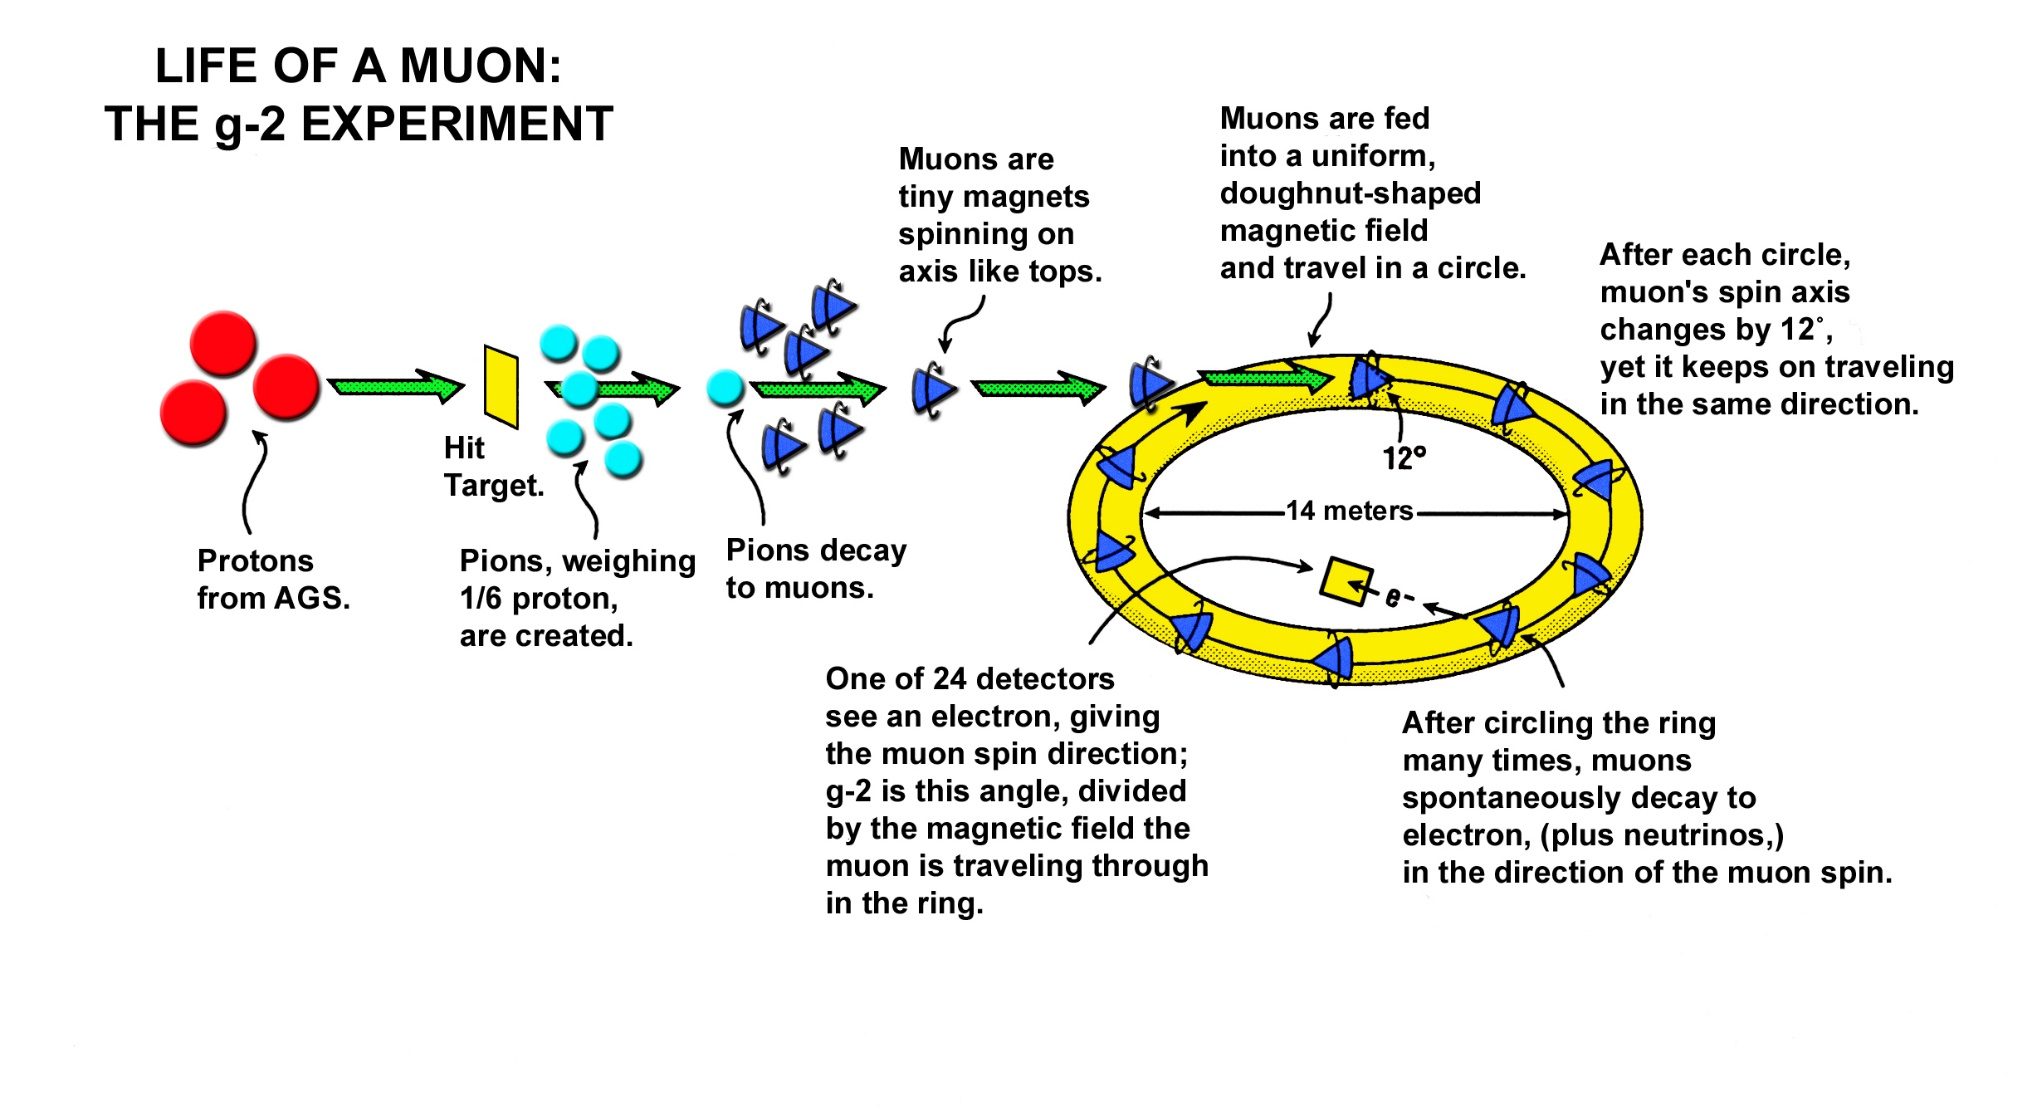 LIFE OF A MUON:
THE g-2 EXPERIMENT
Protons
from AGS.
Hit
Target.
Pions, weighing
1/6 proton,
are created.
Pions decay
to muons.
Muons are
tiny magnets
spinning on
axis like tops.
Muons are fed
into a uniform,
doughnut-shaped
magnetic field
and travel in a circle.
After each circle,
muon's spin axis
changes by 12°,
yet it keeps on traveling
in the same direction.
12°
14 meters
e-
One of 24 detectors
see an electron, giving
the muon spin direction;
g-2 is this angle, divided
by the magnetic field the
muon is traveling through
in the ring.
After circling the ring
many times, muons
spontaneously decay to
electron, (plus neutrinos,)
in the direction of the muon spin.